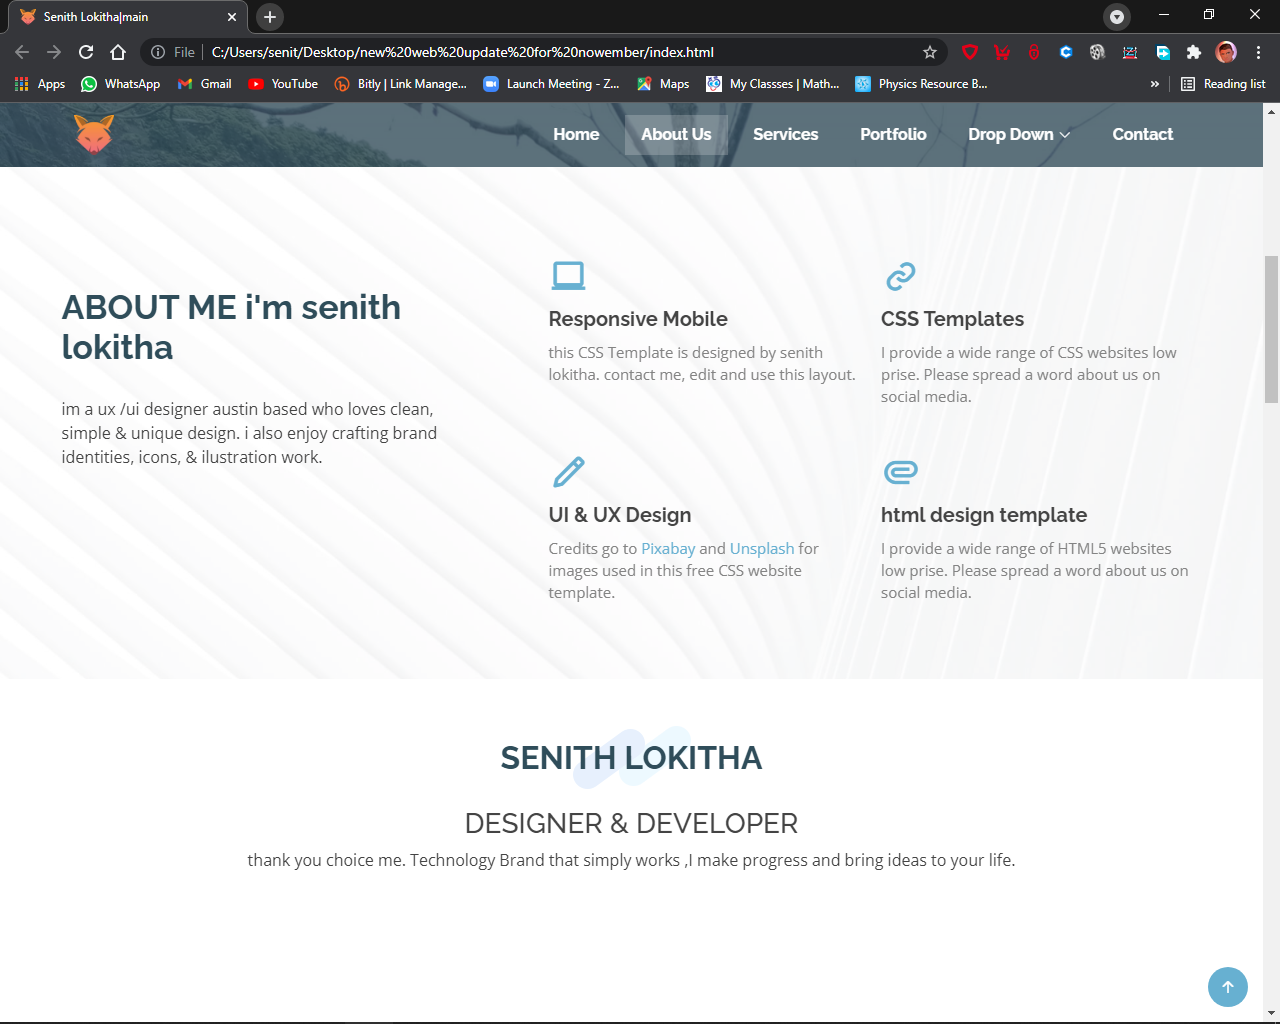 Senith Lokitha|main
File
C:/Users/senit/Desktop/new%20web%20update%20for%20nowember/index.html
Apps
WhatsApp
Gmail
YouTube
Bitly | Link Manage...
Launch Meeting - Z...
Maps
My Classses | Math...
Physics Resource B...
»
Reading list
Home
About Us
Services
Portfolio
Drop Down
Contact
ABOUT ME i'm senith
lokitha
im a ux /ui designer austin based who loves clean,
simple & unique design. i also enjoy crafting brand
identities, icons, & ilustration work.
Responsive Mobile
this CSS Template is designed by senith
lokitha. contact me, edit and use this layout.
CSS Templates
I provide a wide range of CSS websites low
prise. Please spread a word about us on
social media.
UI & UX Design
Credits go to Pixabay and Unsplash for
images used in this free CSS website
template.
html design template
I provide a wide range of HTML5 websites
low prise. Please spread a word about us on
social media.
SENITH LOKITHA
DESIGNER & DEVELOPER
thank you choice me. Technology Brand that simply works ,I make progress and bring ideas to your life.